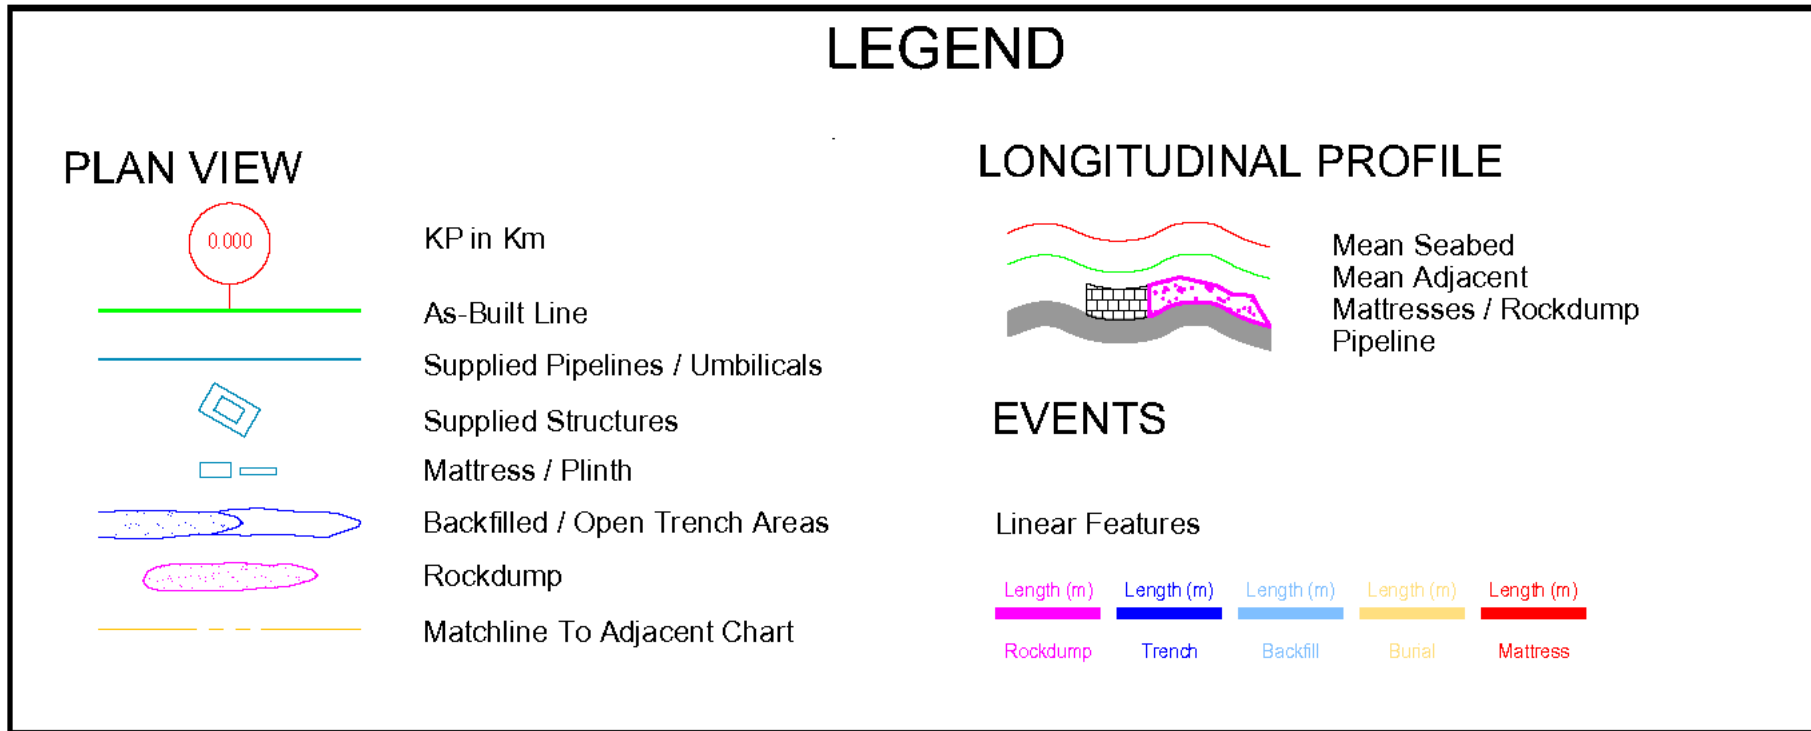 LEGEND
PLAN VIEW
0.000
KP in Km
As-Built Line
Supplied Pipelines / Umbilicals
Supplied Structures
Mattress / Plinth
Backfilled / Open Trench Areas
Rockdump
Matchline To Adjacent Chart
LONGITUDINAL PROFILE
Mean Seabed
Mean Adjacent
Mattresses / Rockdump
Pipeline
EVENTS
Linear Features
Length (m) Length (m) Length (m) Length (m) Length (m)
Rockdump Trench Backfill Burial Mattress